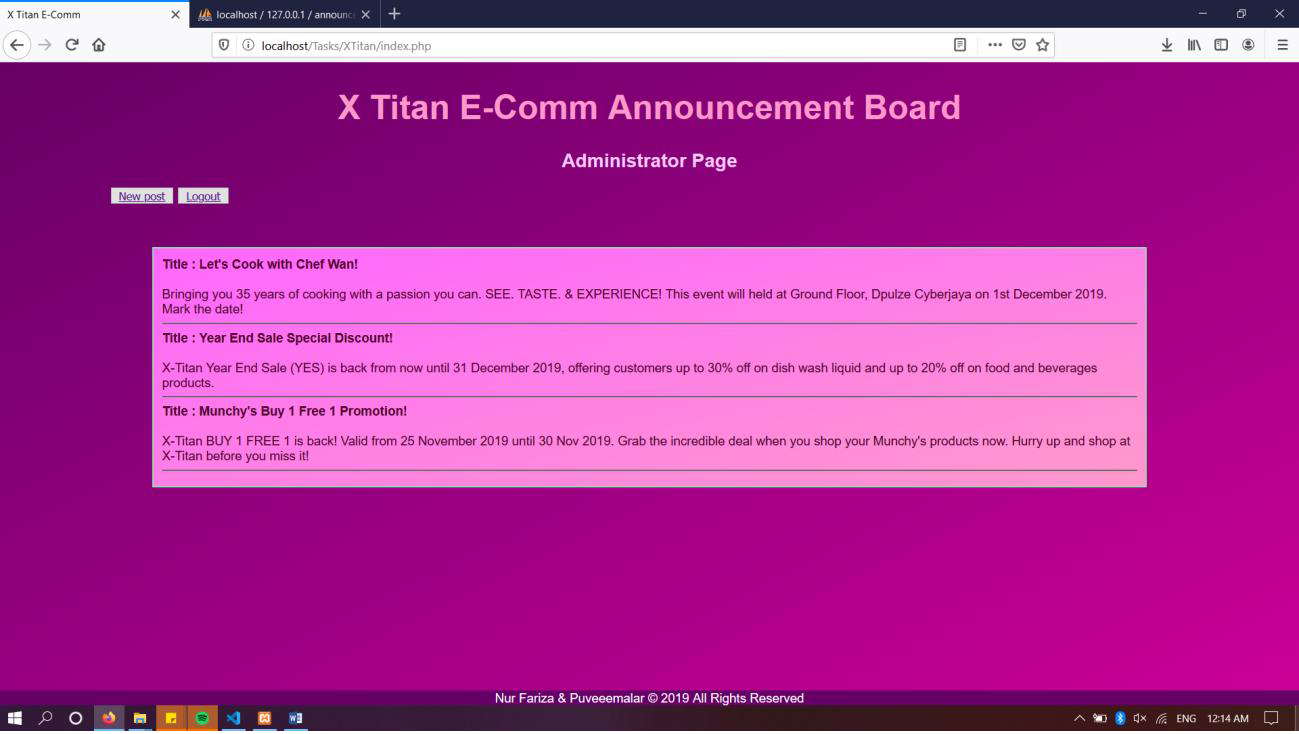 X Titan E-Comm
localhost / 127.0.0.1 / announc
localhost/Tasks/XTitan/index.php
X Titan E-Comm Announcement Board
Administrator Page
New post Logout
Title : Let's Cook with Chef Wan!
Bringing you 35 years of cooking with a passion you can. SEE. TASTE. & EXPERIENCE! This event will held at Ground Floor, Dpulze Cyberjaya on 1st December 2019.
Mark the date!
Title : Year End Sale Special Discount!
X-Titan Year End Sale (YES) is back from now until 31 December 2019, offering customers up to 30% off on dish wash liquid and up to 20% off on food and beverages
products.
Title : Munchy's Buy 1 Free 1 Promotion!
X-Titan BUY 1 FREE 1 is back! Valid from 25 November 2019 until 30 Nov 2019. Grab the incredible deal when you shop your Munchy's products now. Hurry up and shop at
X-Titan before you miss it!
Nur Fariza & Puveeemalar © 2019 All Rights Reserved
ENG 12:14 AM